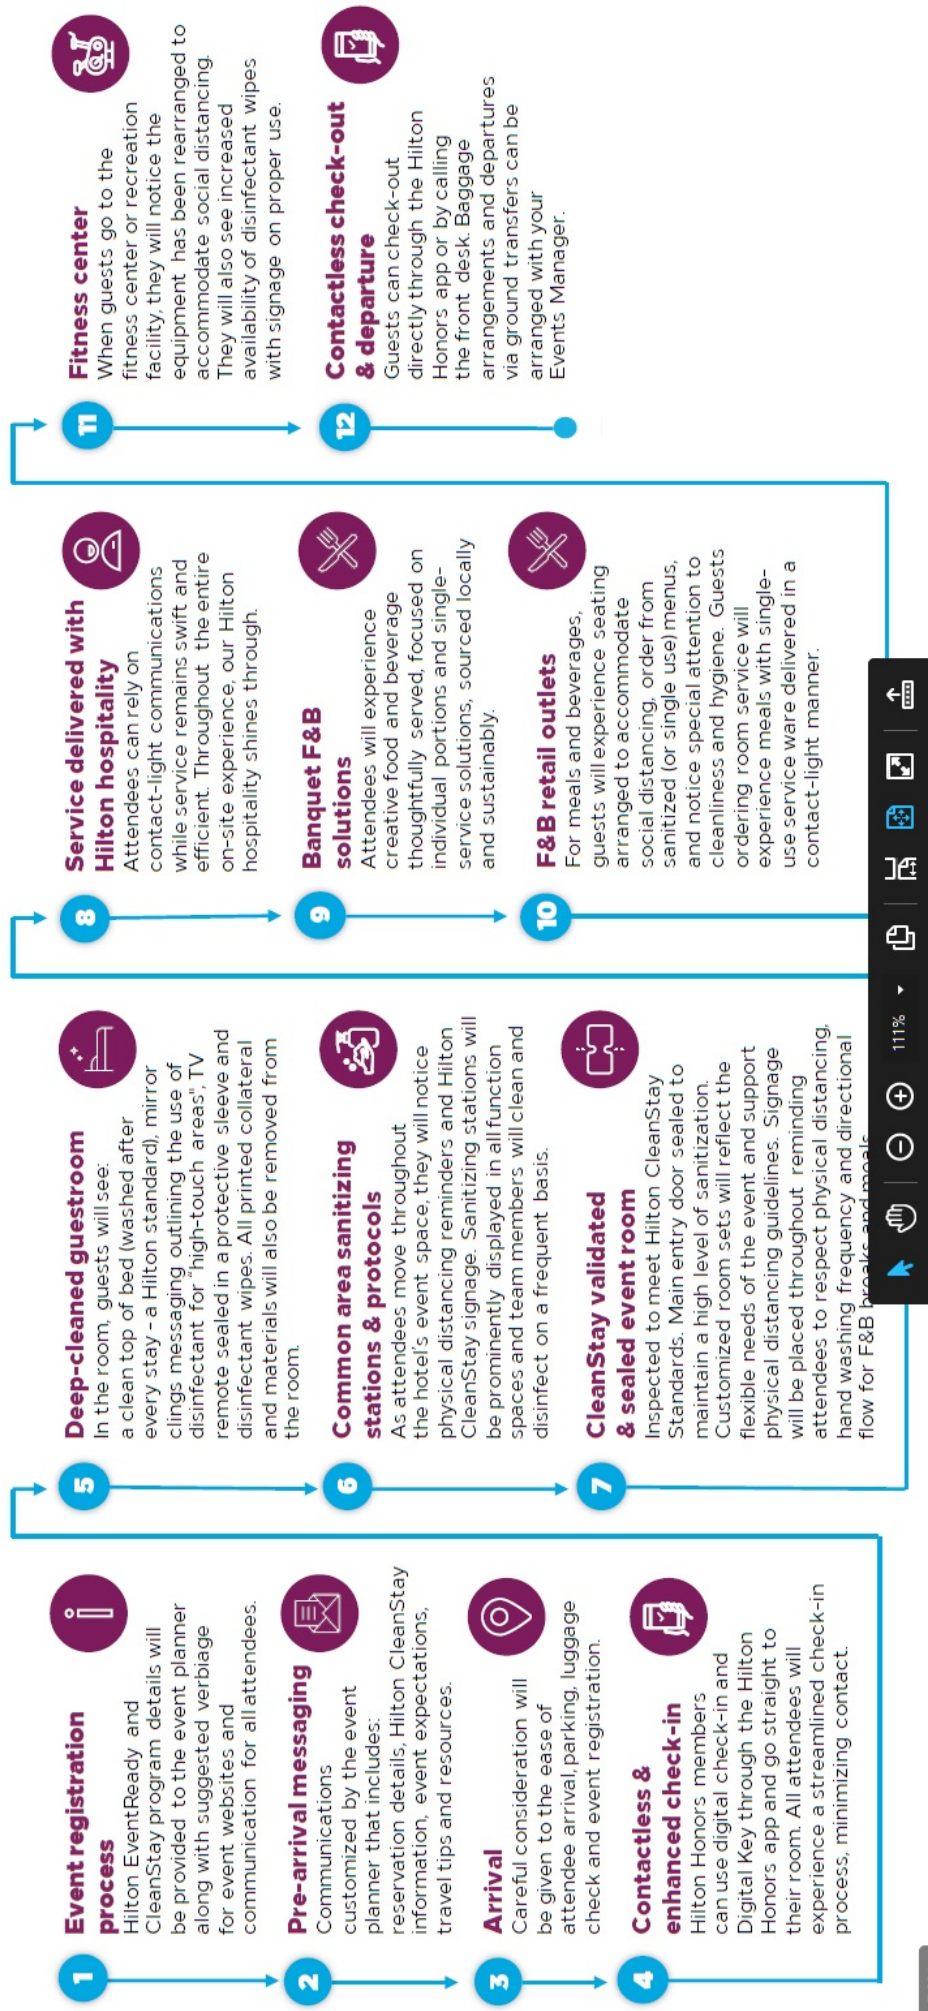 1
Event registration
process
Hilton EventReady and
CleanStay program details will
be provided to the event planner
along with suggested verbiage
for event websites and
communication for all attendees.
2
Pre-arrival messaging
Communications
customized by the event
planner that includes:
reservation details, Hilton CleanStay
information, event expectations,
travel tips and resources.
3
Arrival
Careful consideration will
be given to the ease of
attendee arrival, parking, luggage
check and event registration.
4
Contactless &
enhanced check-in
Hilton Honors members
can use digital check-in and
Digital Key through the Hilton
Honors app and go straight to
their room. All attendees will
experience a streamlined check-in
process, minimizing contact.
5
Deep-cleaned guestroom
In the room, guests will see:
a clean top of bed (washed after
every stay – a Hilton standard), mirror
clings messaging outlining the use of
disinfectant for "high-touch areas", TV
remote sealed in a protective sleeve and
disinfectant wipes. All printed collateral
and materials will also be removed from
the room.
6
Common area sanitizing
stations & protocols
As attendees move throughout
the hotel's event space, they will notice
physical distancing reminders and Hilton
CleanStay signage. Sanitizing stations will
be prominently displayed in all function
spaces and team members will clean and
disinfect on a frequent basis.
7
CleanStay validated
& sealed event room
Inspected to meet Hilton CleanStay
Standards. Main entry door sealed to
maintain a high level of sanitization.
Customized room sets will reflect the
flexible needs of the event and support
physical distancing guidelines. Signage
will be placed throughout reminding
attendees to respect physical distancing,
hand washing frequency and directional
flow for F&B breaks and meals.
8
Service delivered with
Hilton hospitality
Attendees can rely on
contact-light communications
while service remains swift and
efficient. Throughout the entire
on-site experience, our Hilton
hospitality shines through.
9
Banquet F&B
solutions
Attendees will experience
creative food and beverage
thoughtfully served, focused on
individual portions and single-
service solutions, sourced locally
and sustainably.
10
F&B retail outlets
For meals and beverages,
guests will experience seating
arranged to accommodate
social distancing, order from
sanitized (or single use) menus,
and notice special attention to
cleanliness and hygiene. Guests
ordering room service will
experience meals with single-
use service ware delivered in a
contact-light manner.
11
Fitness center
When guests go to the
fitness center or recreation
facility, they will notice the
equipment has been rearranged to
accommodate social distancing.
They will also see increased
availability of disinfectant wipes
with signage on proper use.
12
Contactless check-out
& departure
Guests can check-out
directly through the Hilton
Honors app or by calling
the front desk. Baggage
arrangements and departures
via ground transfers can be
arranged with your
Events Manager.
111%